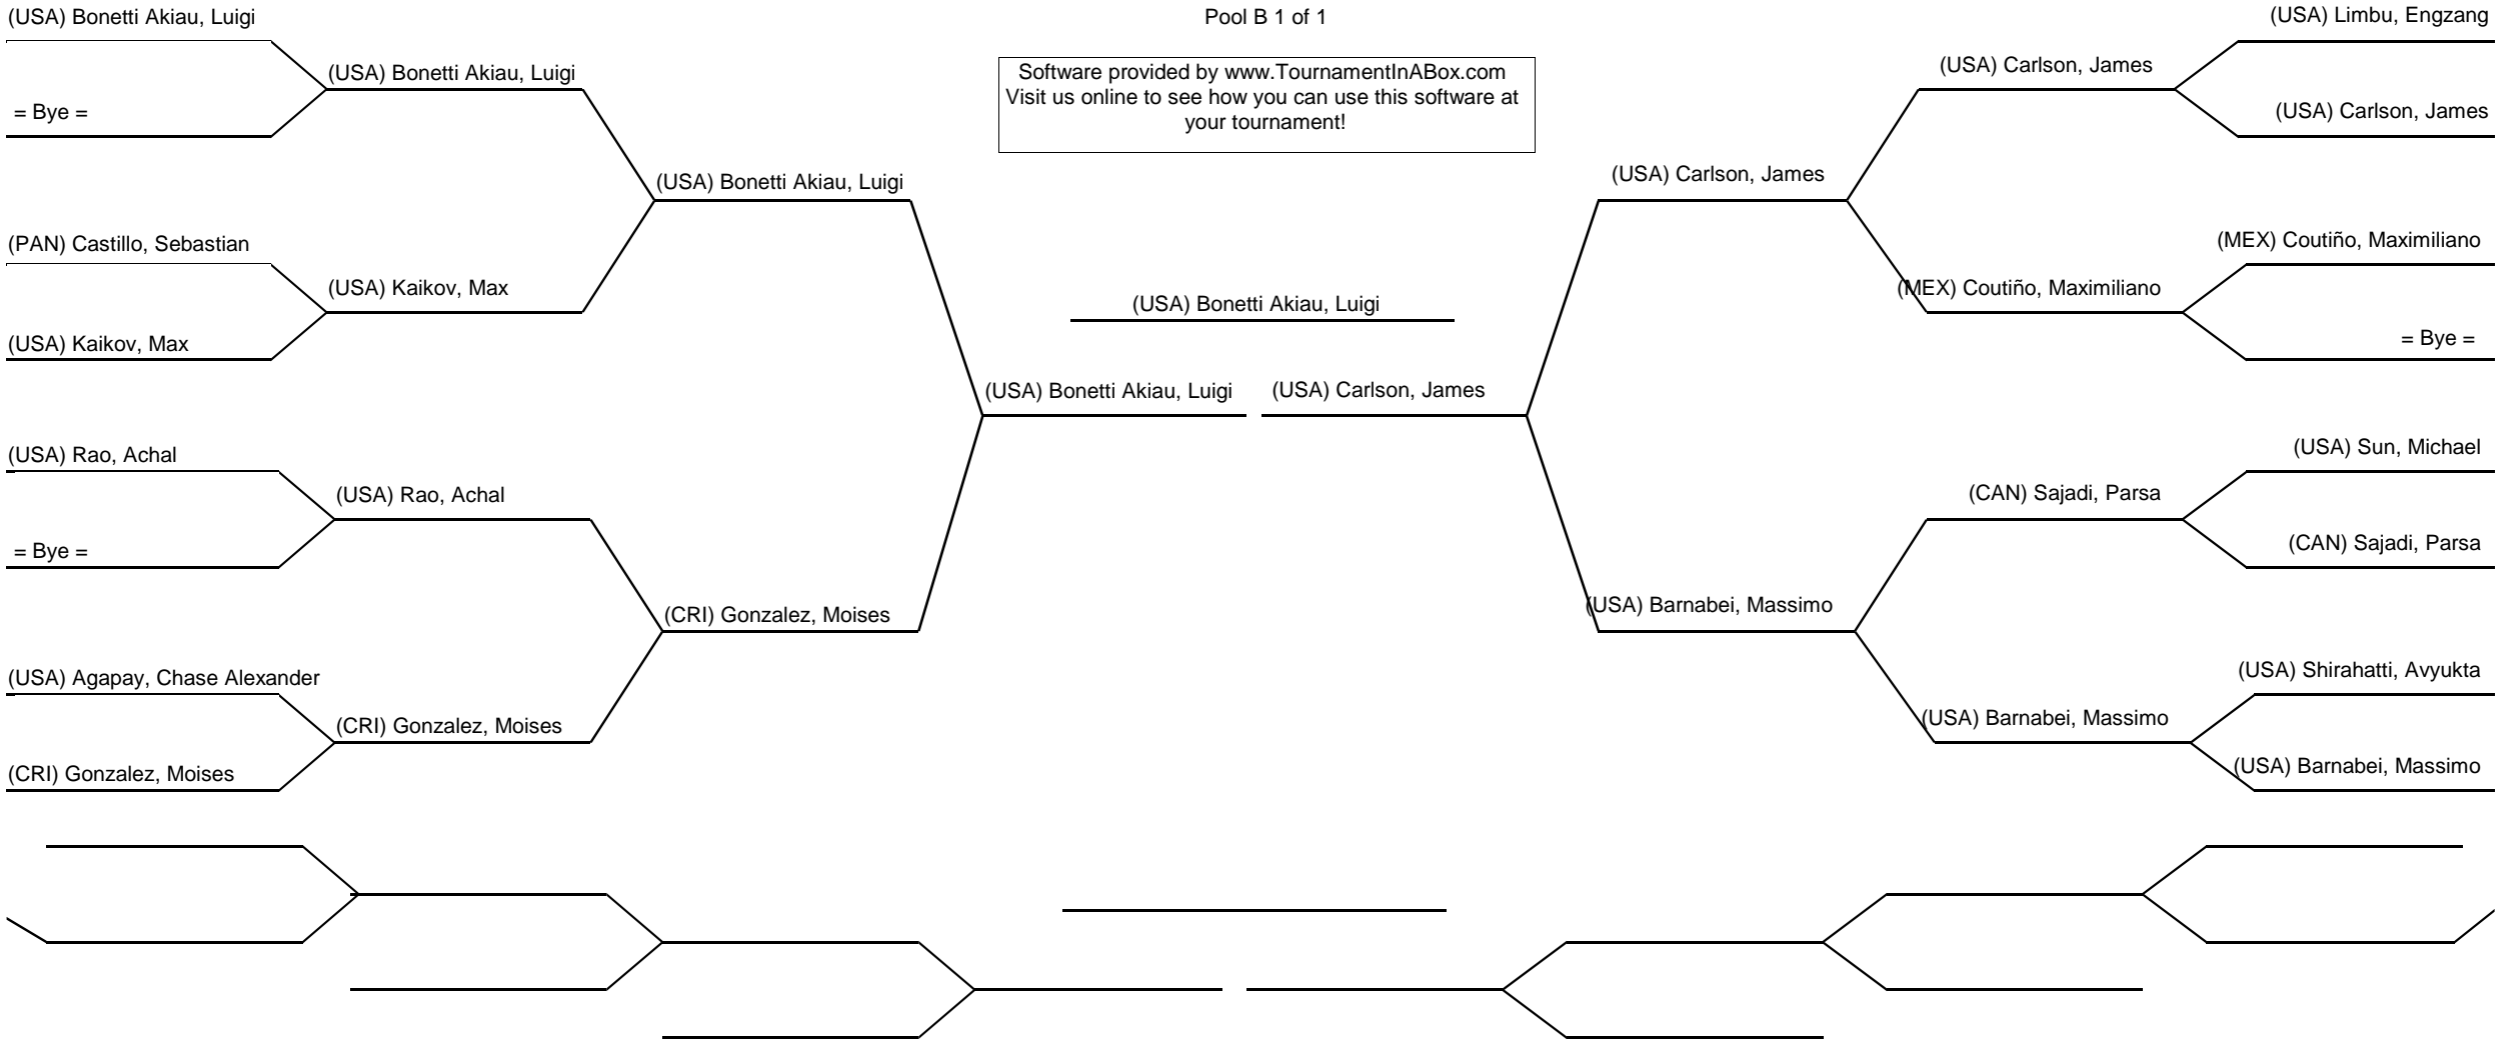 Pool B 1 of 1
Software provided by www.TournamentInABox.com
Visit us online to see how you can use this software at
your tournament!
(USA) Bonetti Akiau, Luigi
= Bye =
(PAN) Castillo, Sebastian
(USA) Kaikov, Max
(USA) Rao, Achal
= Bye =
(USA) Agapay, Chase Alexander
(CRI) Gonzalez, Moises
(USA) Bonetti Akiau, Luigi
(USA) Kaikov, Max
(USA) Rao, Achal
(CRI) Gonzalez, Moises
(USA) Bonetti Akiau, Luigi
(CRI) Gonzalez, Moises
(USA) Bonetti Akiau, Luigi
(USA) Bonetti Akiau, Luigi
(USA) Carlson, James
(USA) Carlson, James
(USA) Barnabei, Massimo
(USA) Carlson, James
(MEX) Coutiño, Maximiliano
(CAN) Sajadi, Parsa
(USA) Barnabei, Massimo
(USA) Limbu, Engzang
(USA) Carlson, James
(MEX) Coutiño, Maximiliano
= Bye =
(USA) Sun, Michael
(CAN) Sajadi, Parsa
(USA) Shirahatti, Avyukta
(USA) Barnabei, Massimo